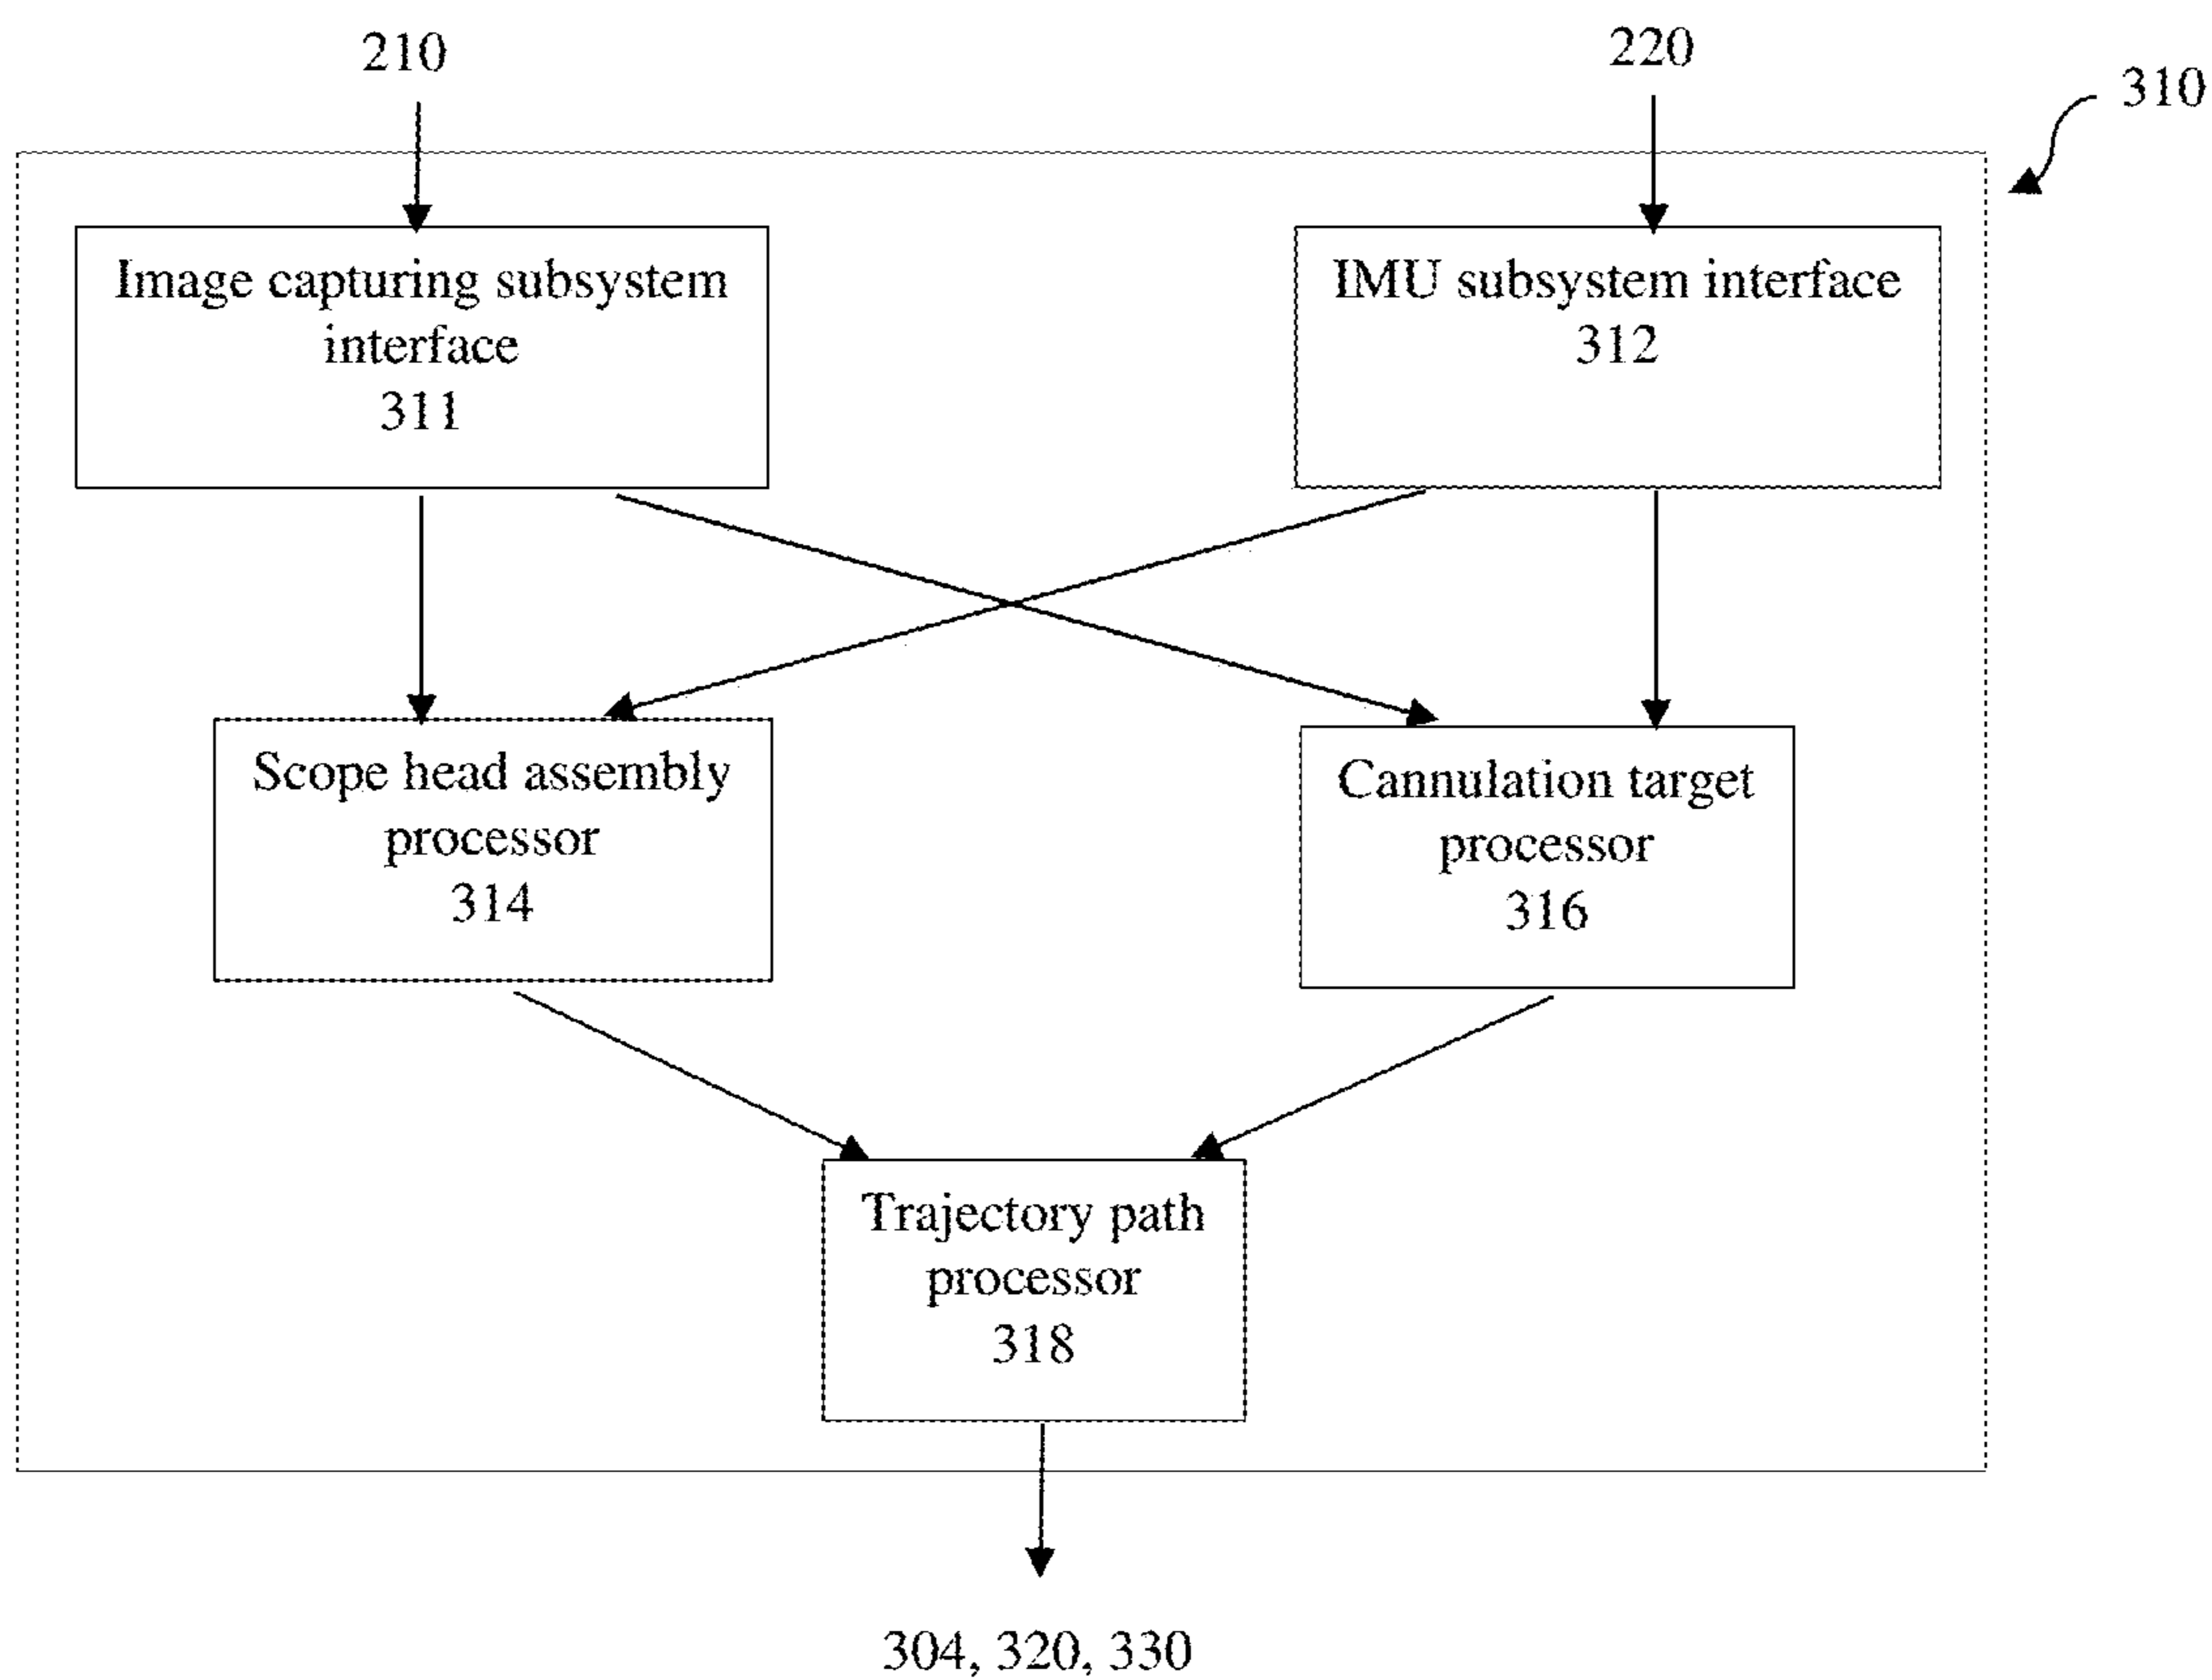 210
220
310
Image capturing subsystem
interface
311
IMU subsystem interface
312
Scope head assembly
processor
314
Cannulation target
processor
316
Trajectory path
processor
318
304, 320, 330